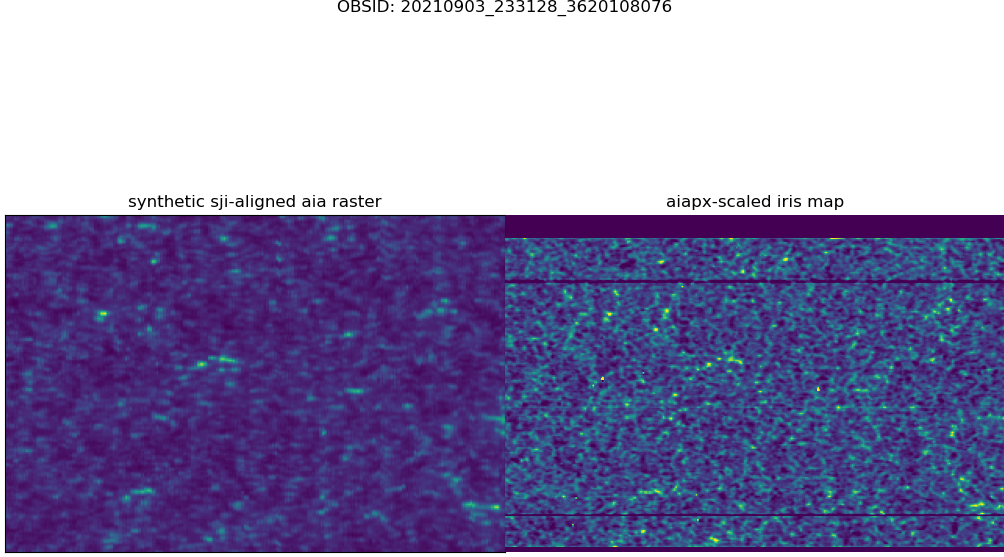 OBSID: 20210903_233128_3620108076
synthetic sji-aligned aia raster
aiapx-scaled iris map